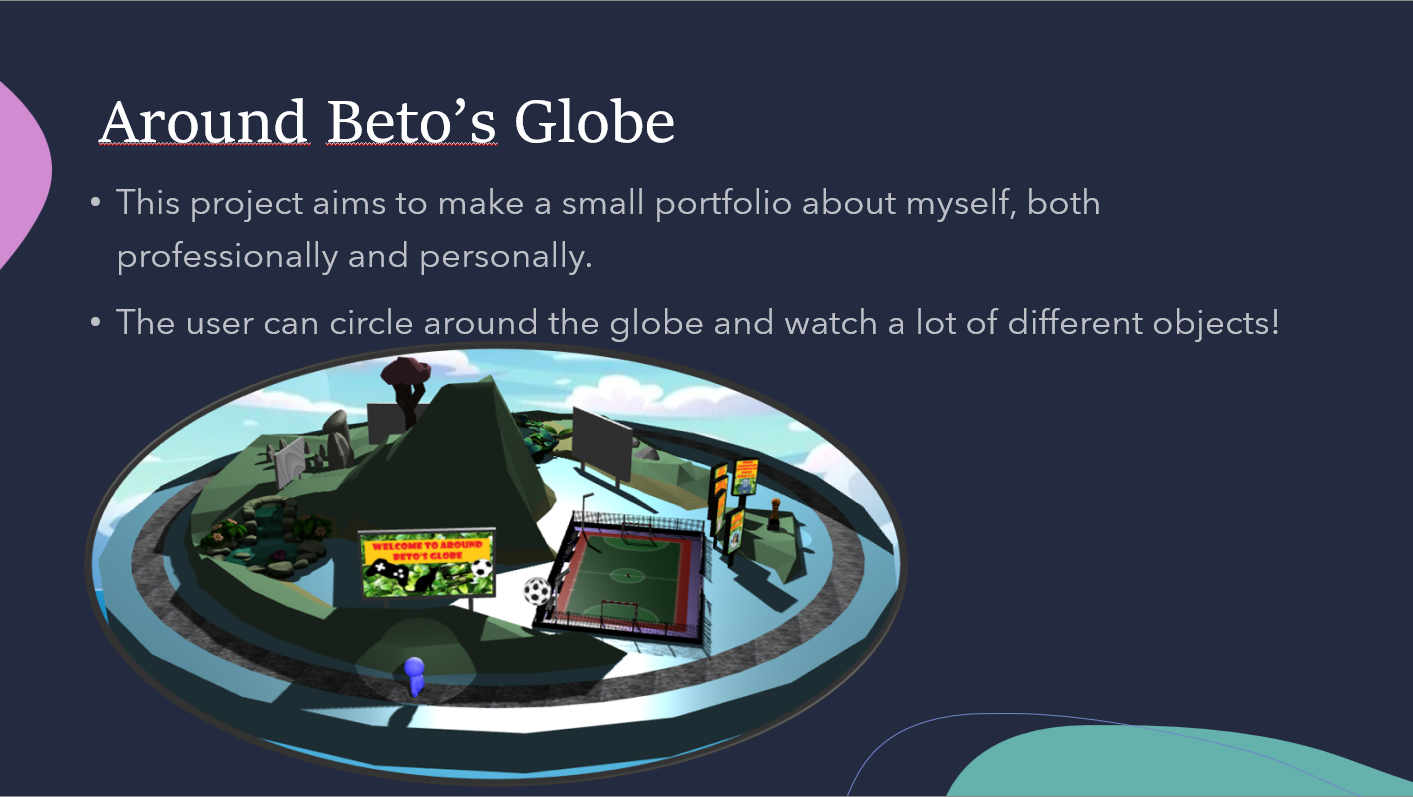 Around Beto’s Globe
• This project aims to make a small portfolio about myself, both
professionally and personally.
• The user can circle around the globe and watch a lot of different objects!
WELCOME TO AROUND
BETO'S GLOBE